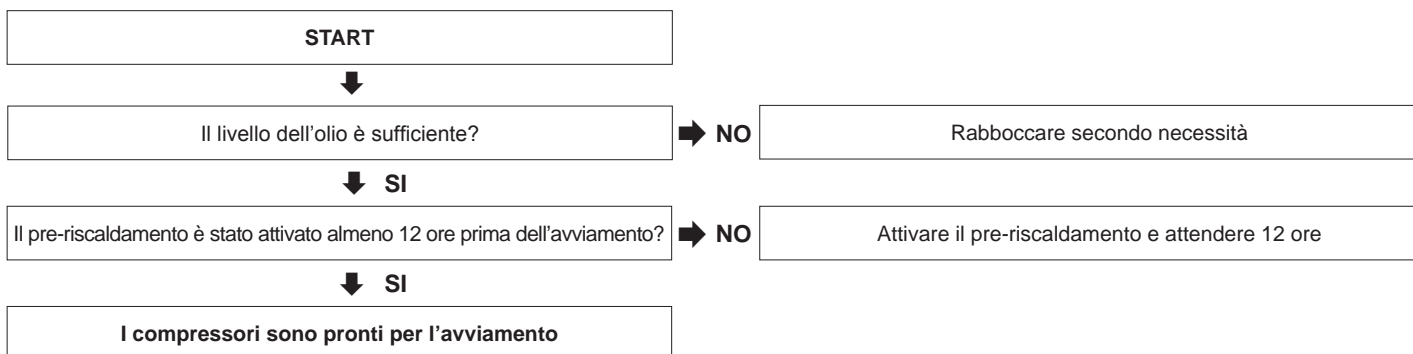 START
Il livello dell’olio è sufficiente?
NO
Rabboccare secondo necessità
SI
Il pre-riscaldamento è stato attivato almeno 12 ore prima dell’avviamento?
NO
Attivare il pre-riscaldamento e attendere 12 ore
SI
I compressori sono pronti per l’avviamento